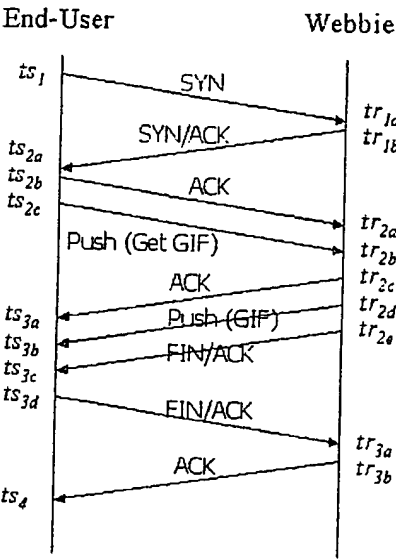 End-User Webbie
ts1
SYN
tr1a
SYN/ACK
tr1b
ts2a
ts2b
ACK
ts2c
tr2a
Push (Get GIF)
tr2b
ACK
tr2c
ts3a
Push (GIF)
tr2d
ts3b
FIN/ACK
tr2e
ts3c
ts3d
FIN/ACK
tr3a
ACK
tr3b
ts4